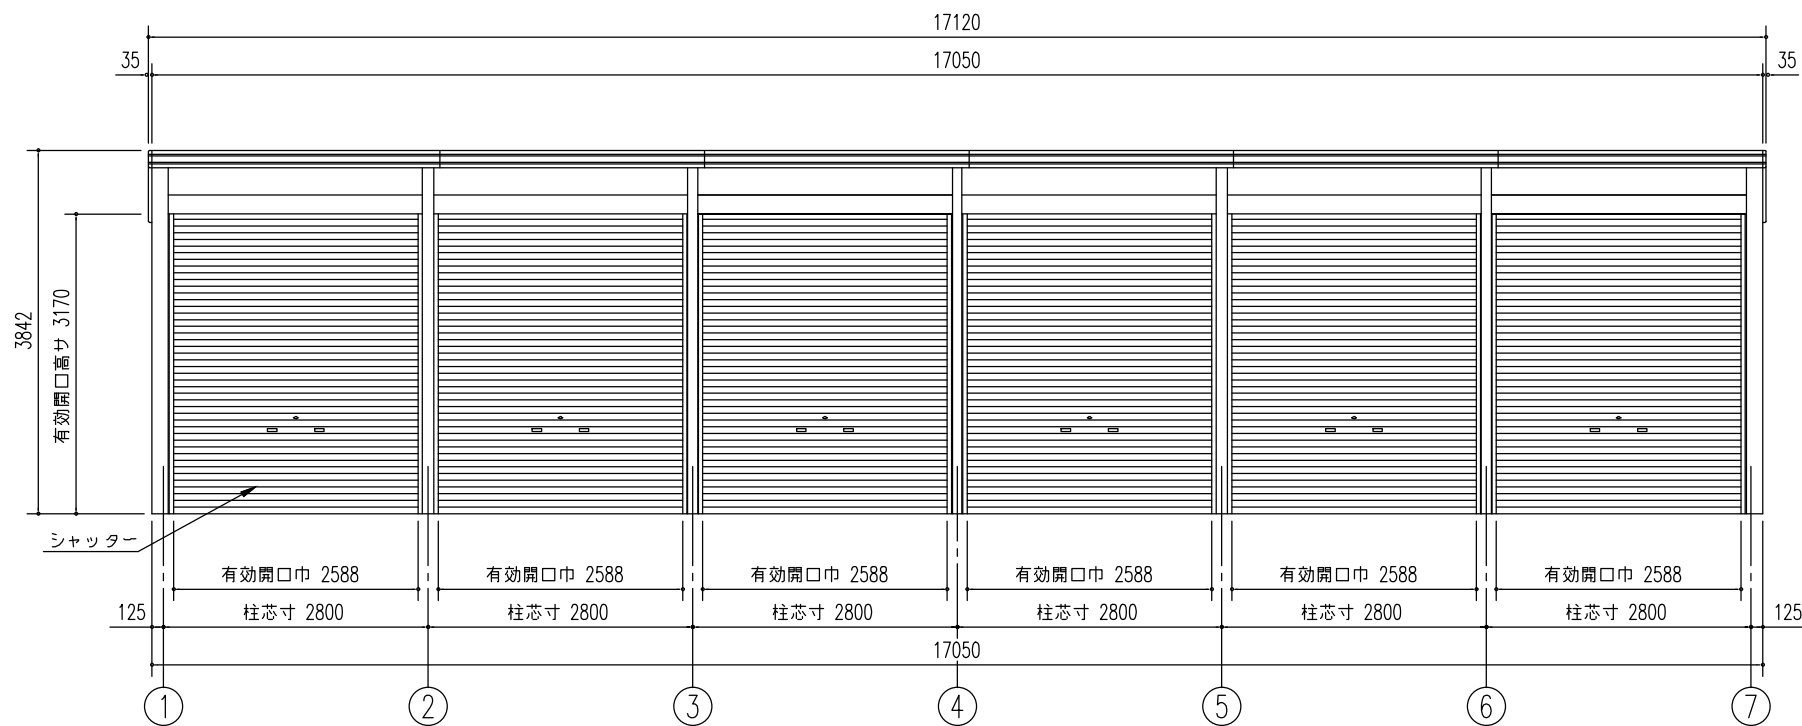 17120
35 17050 35
3842
有効開口高サ 3170
シャッター
有効開口巾 2588 有効開口巾 2588 有効開口巾 2588 有効開口巾 2588 有効開口巾 2588 有効開口巾 2588
125 柱芯寸 2800 柱芯寸 2800 柱芯寸 2800 柱芯寸 2800 柱芯寸 2800 柱芯寸 2800 125
17050
1 2 3 4 5 6 7